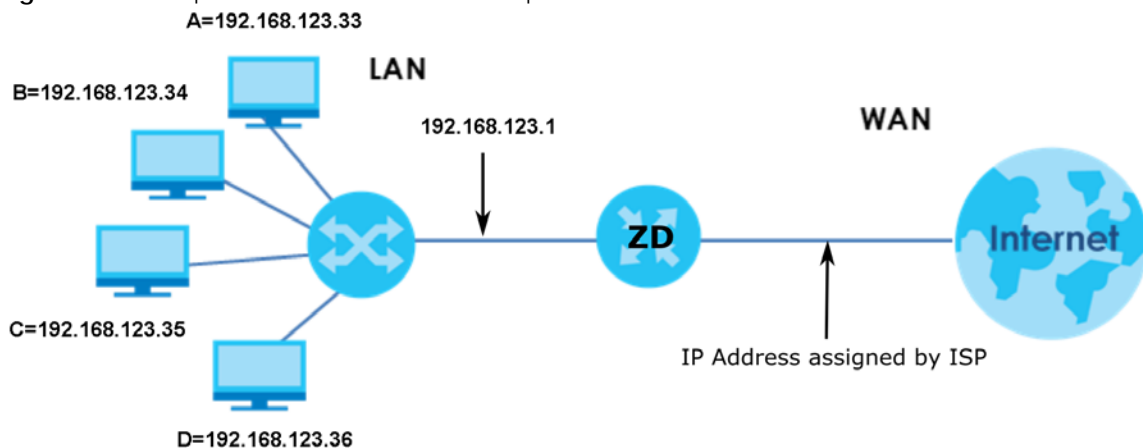 A=192.168.123.33
LAN
B=192.168.123.34
192.168.123.1
WAN
ZD
Internet
C=192.168.123.35
IP Address assigned by ISP
D=192.168.123.36